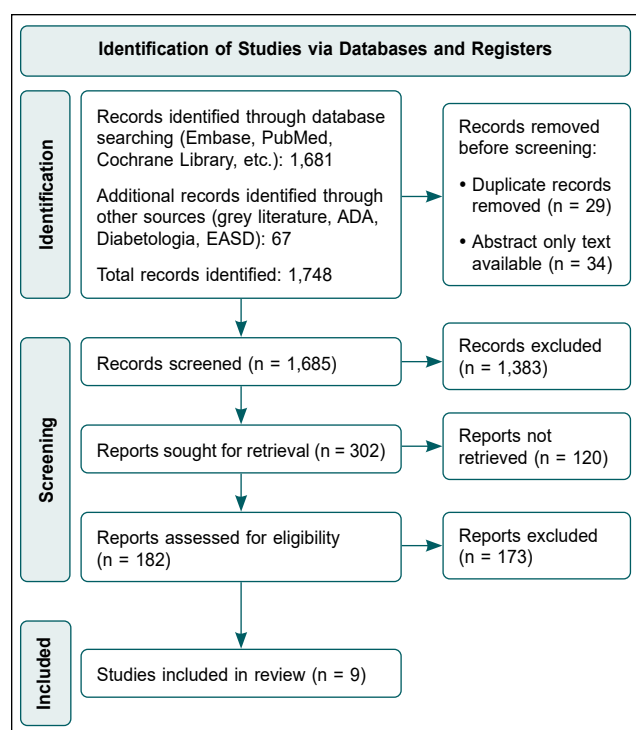 Identification of Studies via Databases and Registers
Identification
Records identified through database
searching (Embase, PubMed,
Cochrane Library, etc.): 1,681
Additional records identified through
other sources (grey literature, ADA,
Diabetologia, EASD): 67
Total records identified: 1,748
Records removed
before screening:
• Duplicate records
removed (n = 29)
• Abstract only text
available (n = 34)
Screening
Records screened (n = 1,685)
Records excluded
(n = 1,383)
Reports sought for retrieval (n = 302)
Reports not
retrieved (n = 120)
Reports assessed for eligibility
(n = 182)
Reports excluded
(n = 173)
Included
Studies included in review (n = 9)